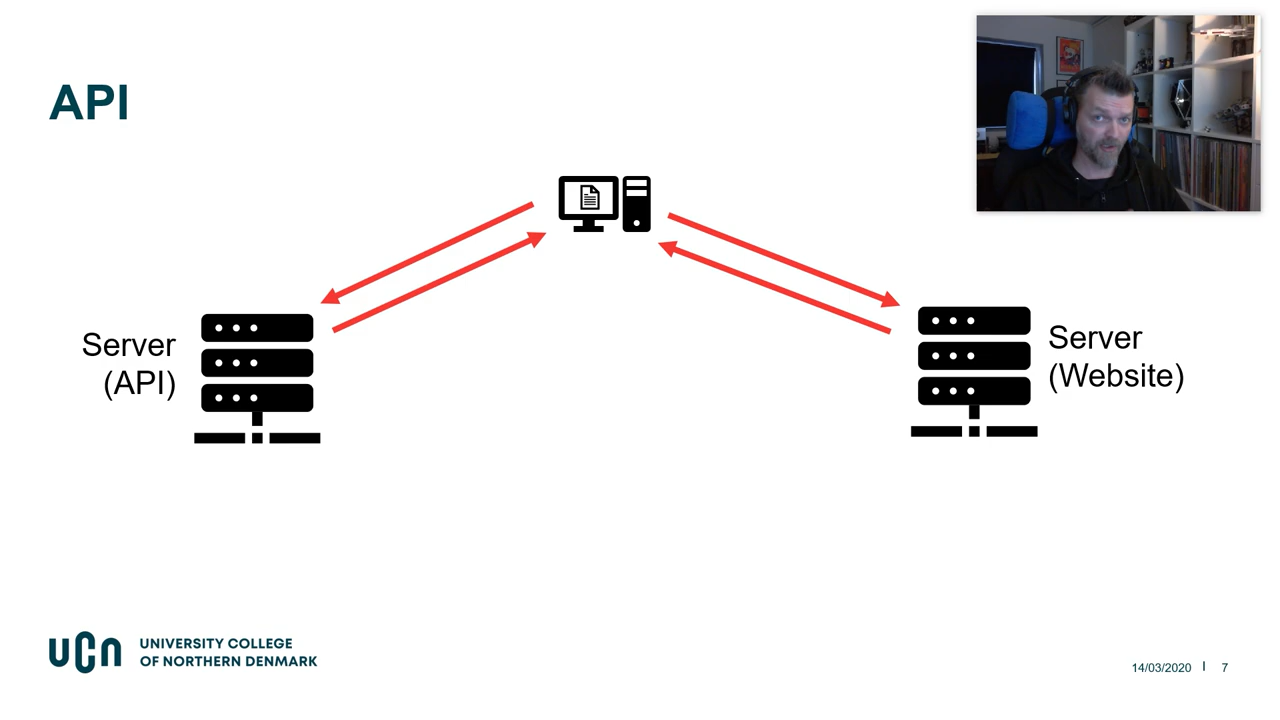 API
Server
(API)
Server
(Website)
UCN
UNIVERSITY COLLEGE
OF NORTHERN DENMARK
14/03/2020 | 7